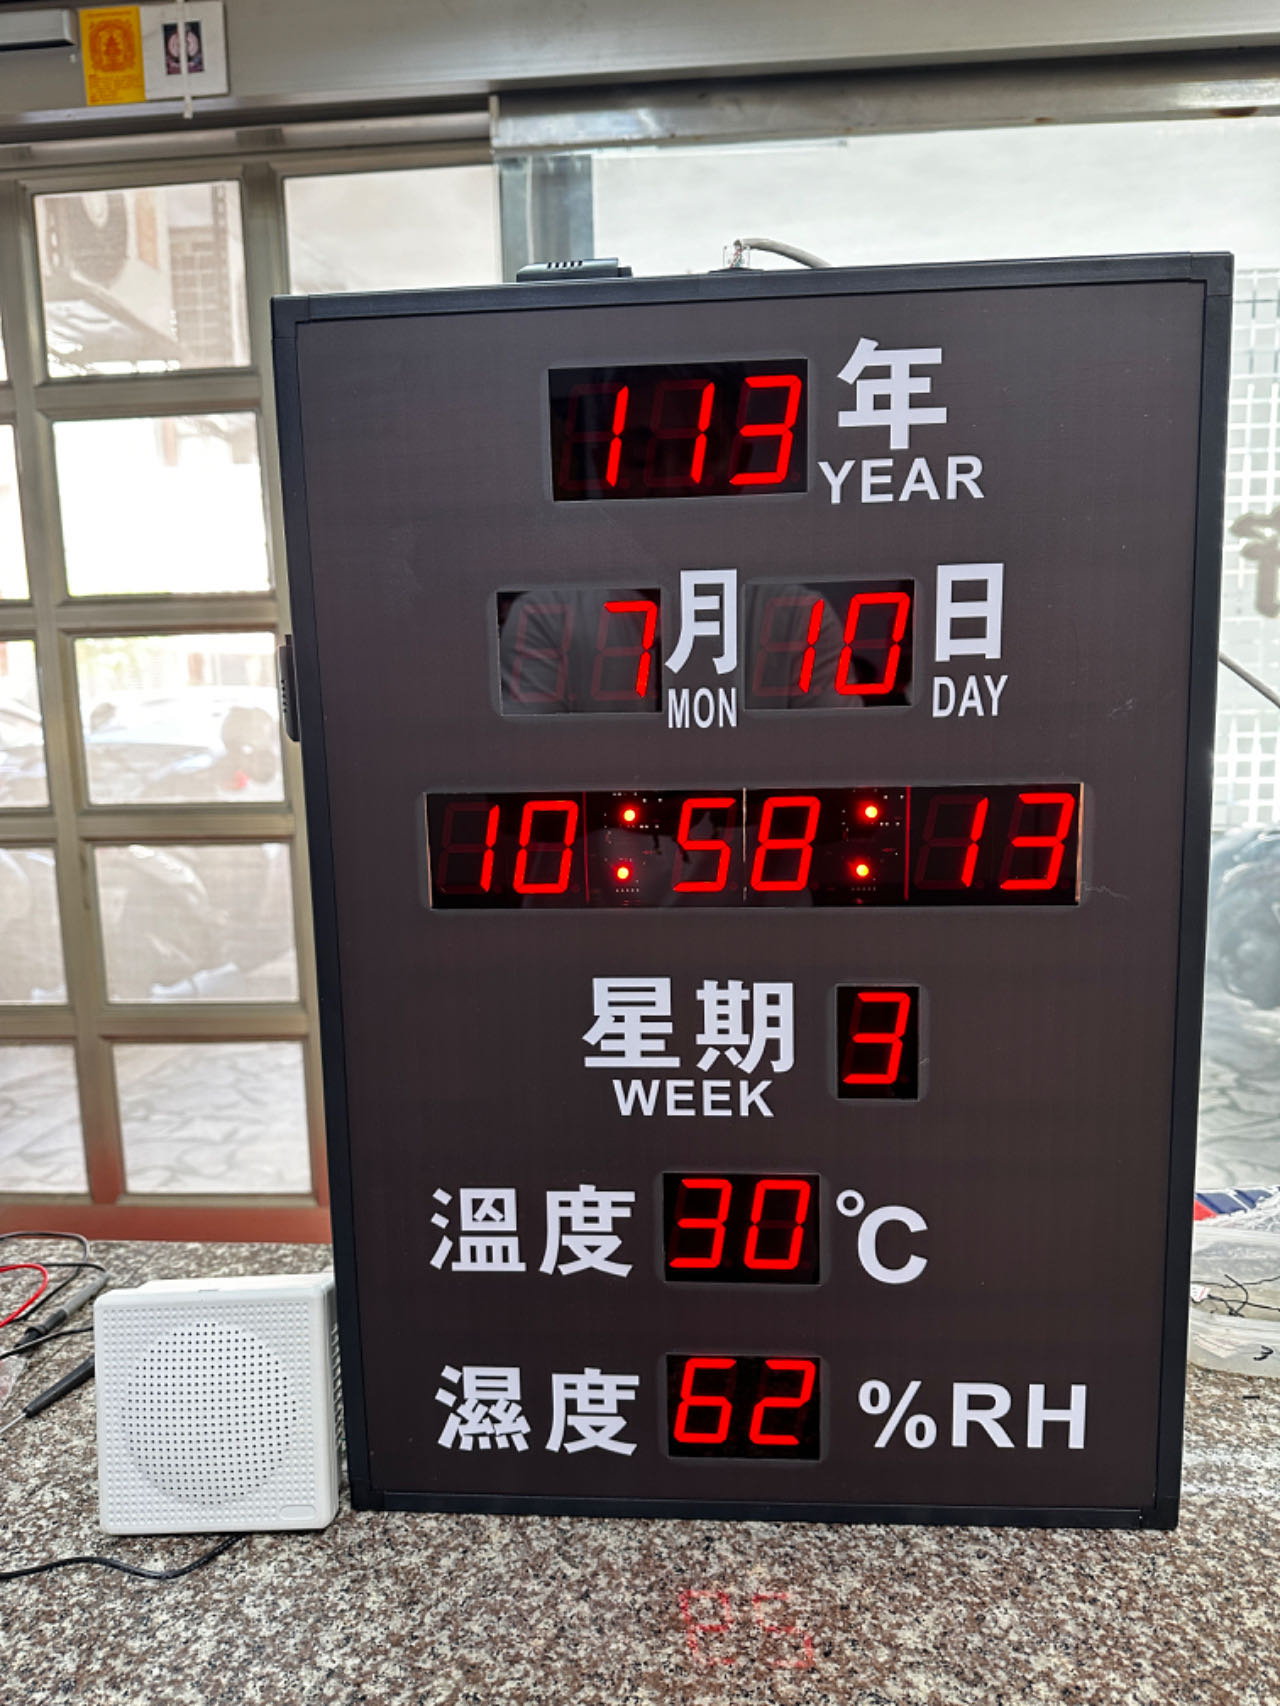 113 年
YEAR
7 月 10 日
MON DAY
10:58:13
星期 3
WEEK
溫度 30 °C
濕度 62 %RH